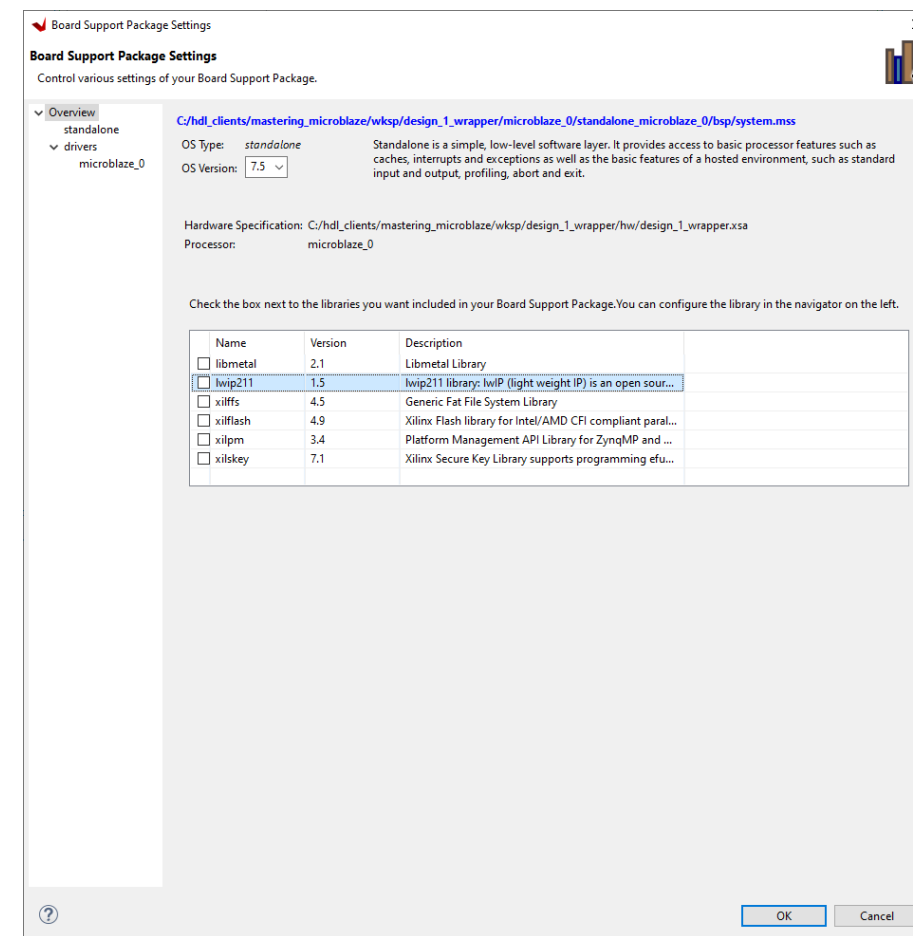 Board Support Package Settings
Board Support Package Settings
Control various settings of your Board Support Package.
Overview
standalone
drivers
microblaze_0
C:/hdl_clients/mastering_microblaze/wksp/design_1_wrapper/microblaze_0/standalone_microblaze_0/bsp/system.mss
OS Type: standalone
OS Version: 7.5
Standalone is a simple, low-level software layer. It provides access to basic processor features such as
caches, interrupts and exceptions as well as the basic features of a hosted environment, such as standard
input and output, profiling, abort and exit.
Hardware Specification: C:/hdl_clients/mastering_microblaze/wksp/design_1_wrapper/hw/design_1_wrapper.xsa
Processor: microblaze_0
Check the box next to the libraries you want included in your Board Support Package.You can configure the library in the navigator on the left.
Name Version Description
libmetal 2.1 Libmetal Library
lwip211 1.5 lwip211 library: lwIP (light weight IP) is an open sour...
xilffs 4.5 Generic Fat File System Library
xilflash 4.9 Xilinx Flash library for Intel/AMD CFI compliant paral...
xilpm 3.4 Platform Management API Library for ZynqMP and ...
xilskey 7.1 Xilinx Secure Key Library supports programming efu...
?
OK Cancel